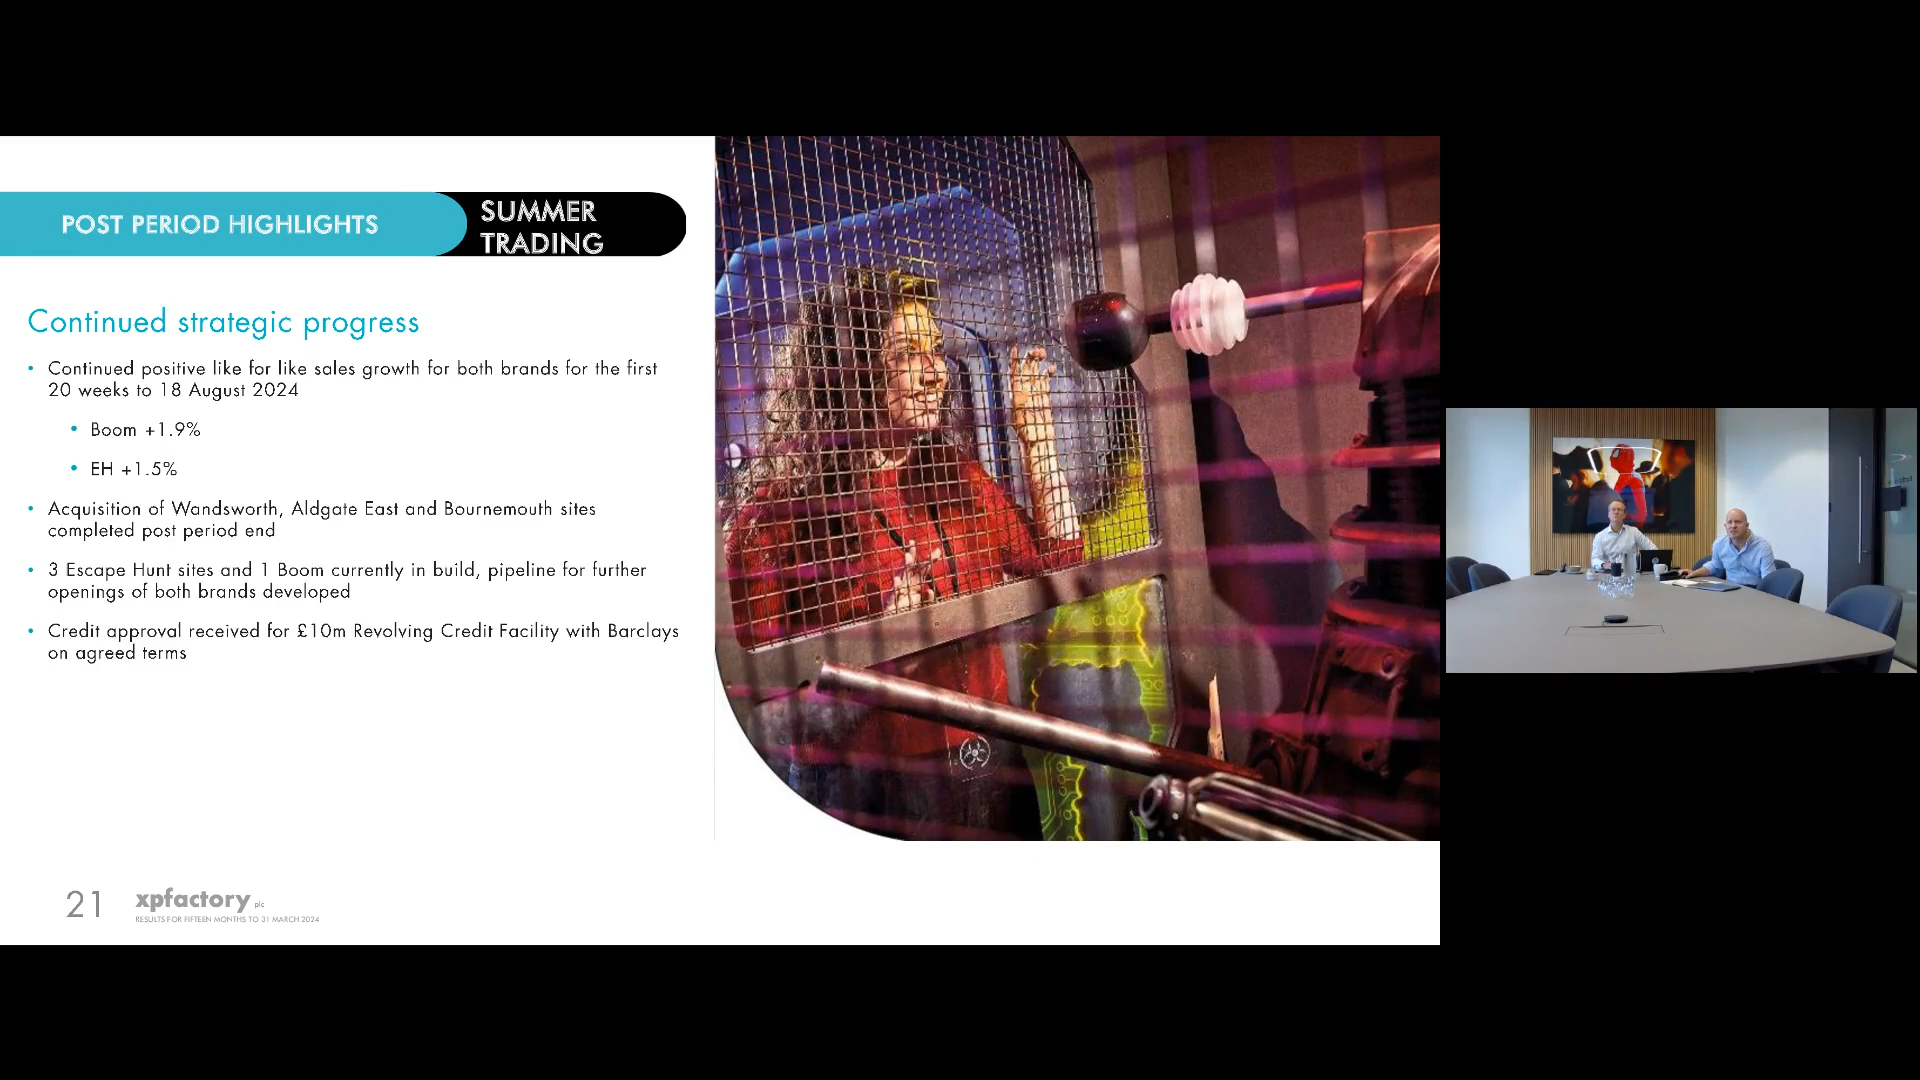 POST PERIOD HIGHLIGHTS
SUMMER
TRADING
Continued strategic progress
• Continued positive like for like sales growth for both brands for the first
20 weeks to 18 August 2024
• Boom +1.9%
• EH +1.5%
• Acquisition of Wandsworth, Aldgate East and Bournemouth sites
completed post period end
• 3 Escape Hunt sites and 1 Boom currently in build, pipeline for further
openings of both brands developed
• Credit approval received for £10m Revolving Credit Facility with Barclays
on agreed terms
21
xpfactory plc
RESULTS FOR FIFTEEN MONTHS TO 31 MARCH 2024